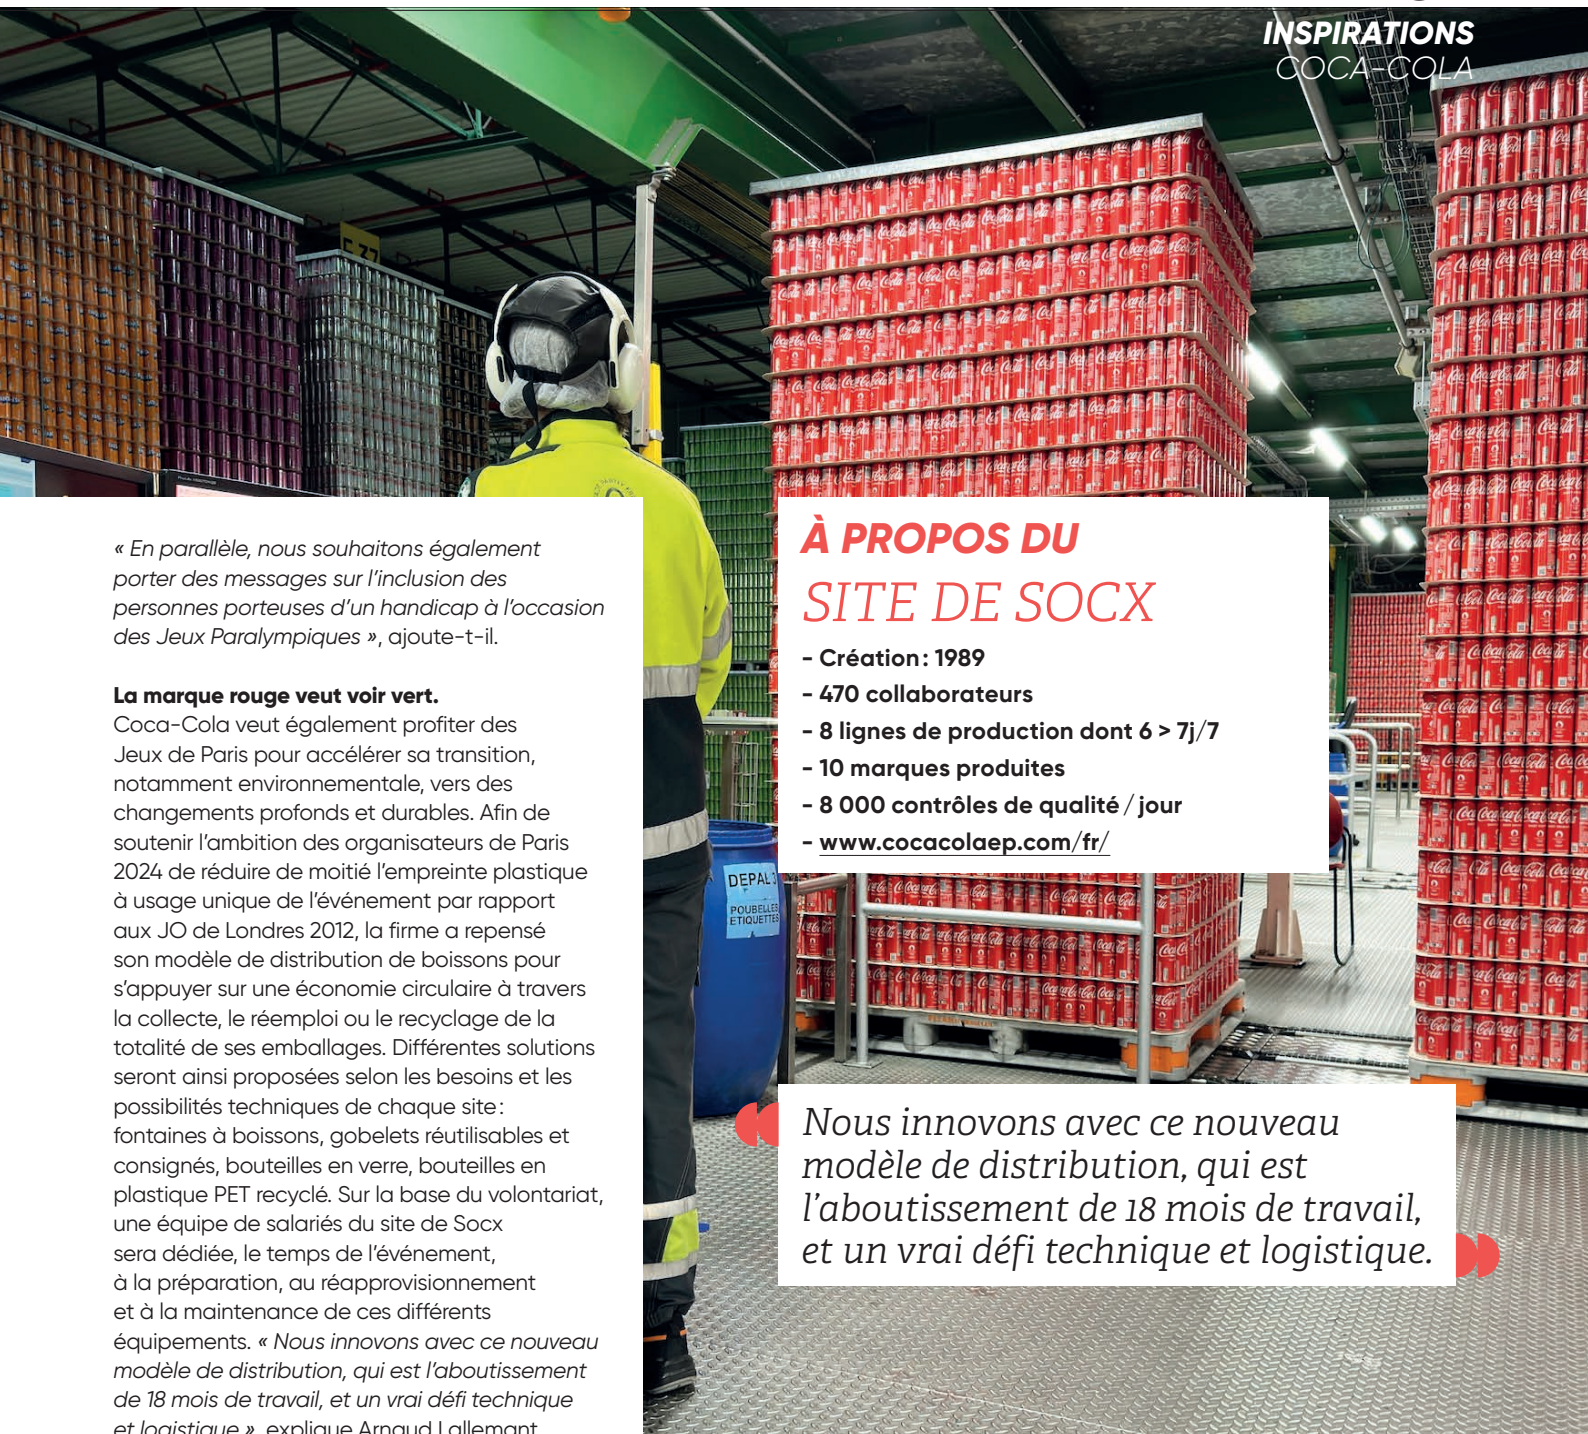 INSPIRATIONS
COCA-COLA
« En parallèle, nous souhaitons également
porter des messages sur l’inclusion des
personnes porteuses d’un handicap à l’occasion
des Jeux Paralympiques », ajoute-t-il.
La marque rouge veut voir vert.
Coca-Cola veut également profiter des
Jeux de Paris pour accélérer sa transition,
notamment environnementale, vers des
changements profonds et durables. Afin de
soutenir l’ambition des organisateurs de Paris
2024 de réduire de moitié l’empreinte plastique
à usage unique de l’événement par rapport
aux JO de Londres 2012, la firme a repensé
son modèle de distribution de boissons pour
s’appuyer sur une économie circulaire à travers
la collecte, le réemploi ou le recyclage de la
totalité de ses emballages. Différentes solutions
seront ainsi proposées selon les besoins et les
possibilités techniques de chaque site :
fontaines à boissons, gobelets réutilisables et
consignés, bouteilles en verre, bouteilles en
plastique PET recyclé. Sur la base du volontariat,
une équipe de salariés du site de Socx
sera dédiée, le temps de l’événement,
à la préparation, au réapprovisionnement
et à la maintenance de ces différents
équipements. « Nous innovons avec ce nouveau
modèle de distribution, qui est l’aboutissement
de 18 mois de travail, et un vrai défi technique
et logistique », explique Arnaud Lallemant
À PROPOS DU
SITE DE SOCX
- Création : 1989
- 470 collaborateurs
- 8 lignes de production dont 6 > 7j/7
- 10 marques produites
- 8 000 contrôles de qualité / jour
- www.cocacolaep.com/fr/
DEPAL 3
POUBELLES
ETIQUETTES
Nous innovons avec ce nouveau
modèle de distribution, qui est
l’aboutissement de 18 mois de travail,
et un vrai défi technique et logistique.
Coca-Cola